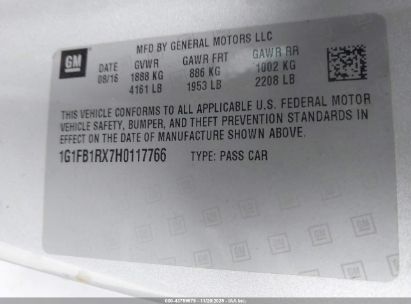 MFD BY GENERAL MOTORS LLC
GM
DATE GVWR GAWR FRT GAWR RR
08/16 1888 KG 886 KG 1002 KG
4161 LB 1953 LB 2208 LB
THIS VEHICLE CONFORMS TO ALL APPLICABLE U.S. FEDERAL MOTOR
VEHICLE SAFETY, BUMPER, AND THEFT PREVENTION STANDARDS IN
EFFECT ON THE DATE OF MANUFACTURE SHOWN ABOVE.
1G1FB1RX7H0117766 TYPE: PASS CAR